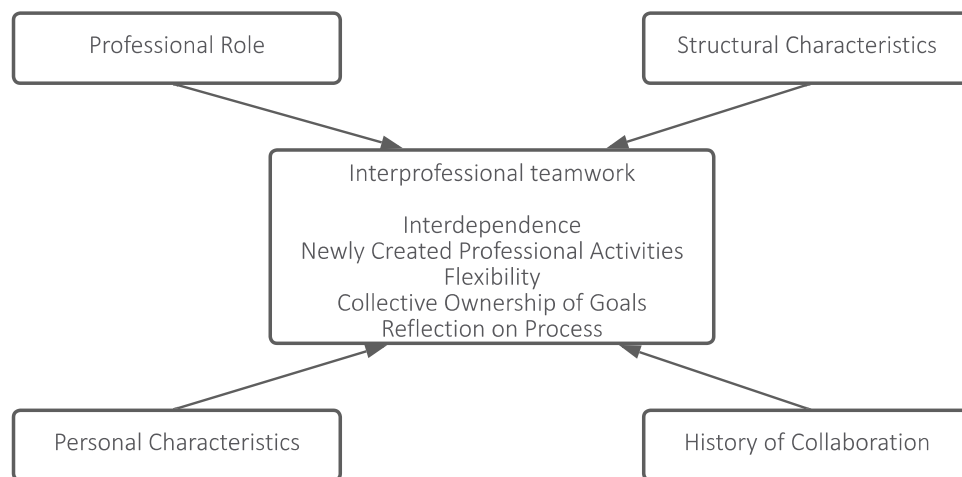 Professional Role
Structural Characteristics
Interprofessional teamwork
Interdependence
Newly Created Professional Activities
Flexibility
Collective Ownership of Goals
Reflection on Process
Personal Characteristics
History of Collaboration